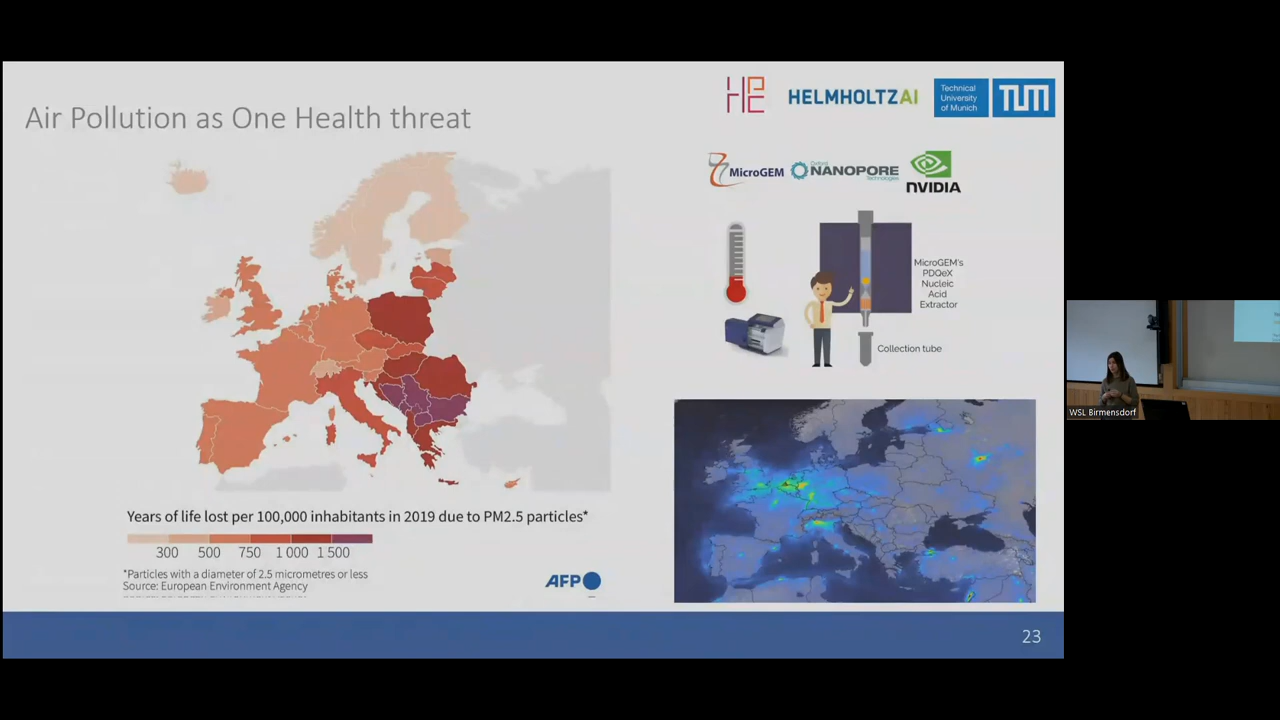 Air Pollution as One Health threat
HPC
HELMHOLTZAI
Technical
University
of Munich
TUM
MicroGEM
Oxford
NANOPORE
Technologies
NVIDIA
MicroGEM's
PDQeX
Nucleic
Acid
Extractor
Collection tube
WSL Birmensdorf
Years of life lost per 100,000 inhabitants in 2019 due to PM2.5 particles*
300 500 750 1 000 1 500
*Particles with a diameter of 2.5 micrometres or less
Source: European Environment Agency
AFP
23